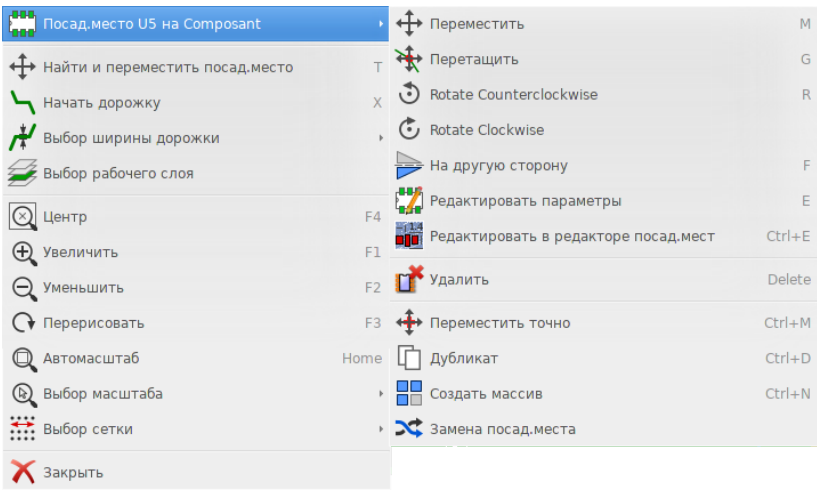 Посад.место U5 на Composant
Найти и переместить посад.место T
Начать дорожку X
Выбор ширины дорожки
Выбор рабочего слоя
Центр F4
Увеличить F1
Уменьшить F2
Перерисовать F3
Автомасштаб Home
Выбор масштаба
Выбор сетки
Закрыть
Переместить M
Перетащить G
Rotate Counterclockwise R
Rotate Clockwise
На другую сторону F
Редактировать параметры E
Редактировать в редакторе посад.мест Ctrl+E
Удалить Delete
Переместить точно Ctrl+M
Дубликат Ctrl+D
Создать массив Ctrl+N
Замена посад.места